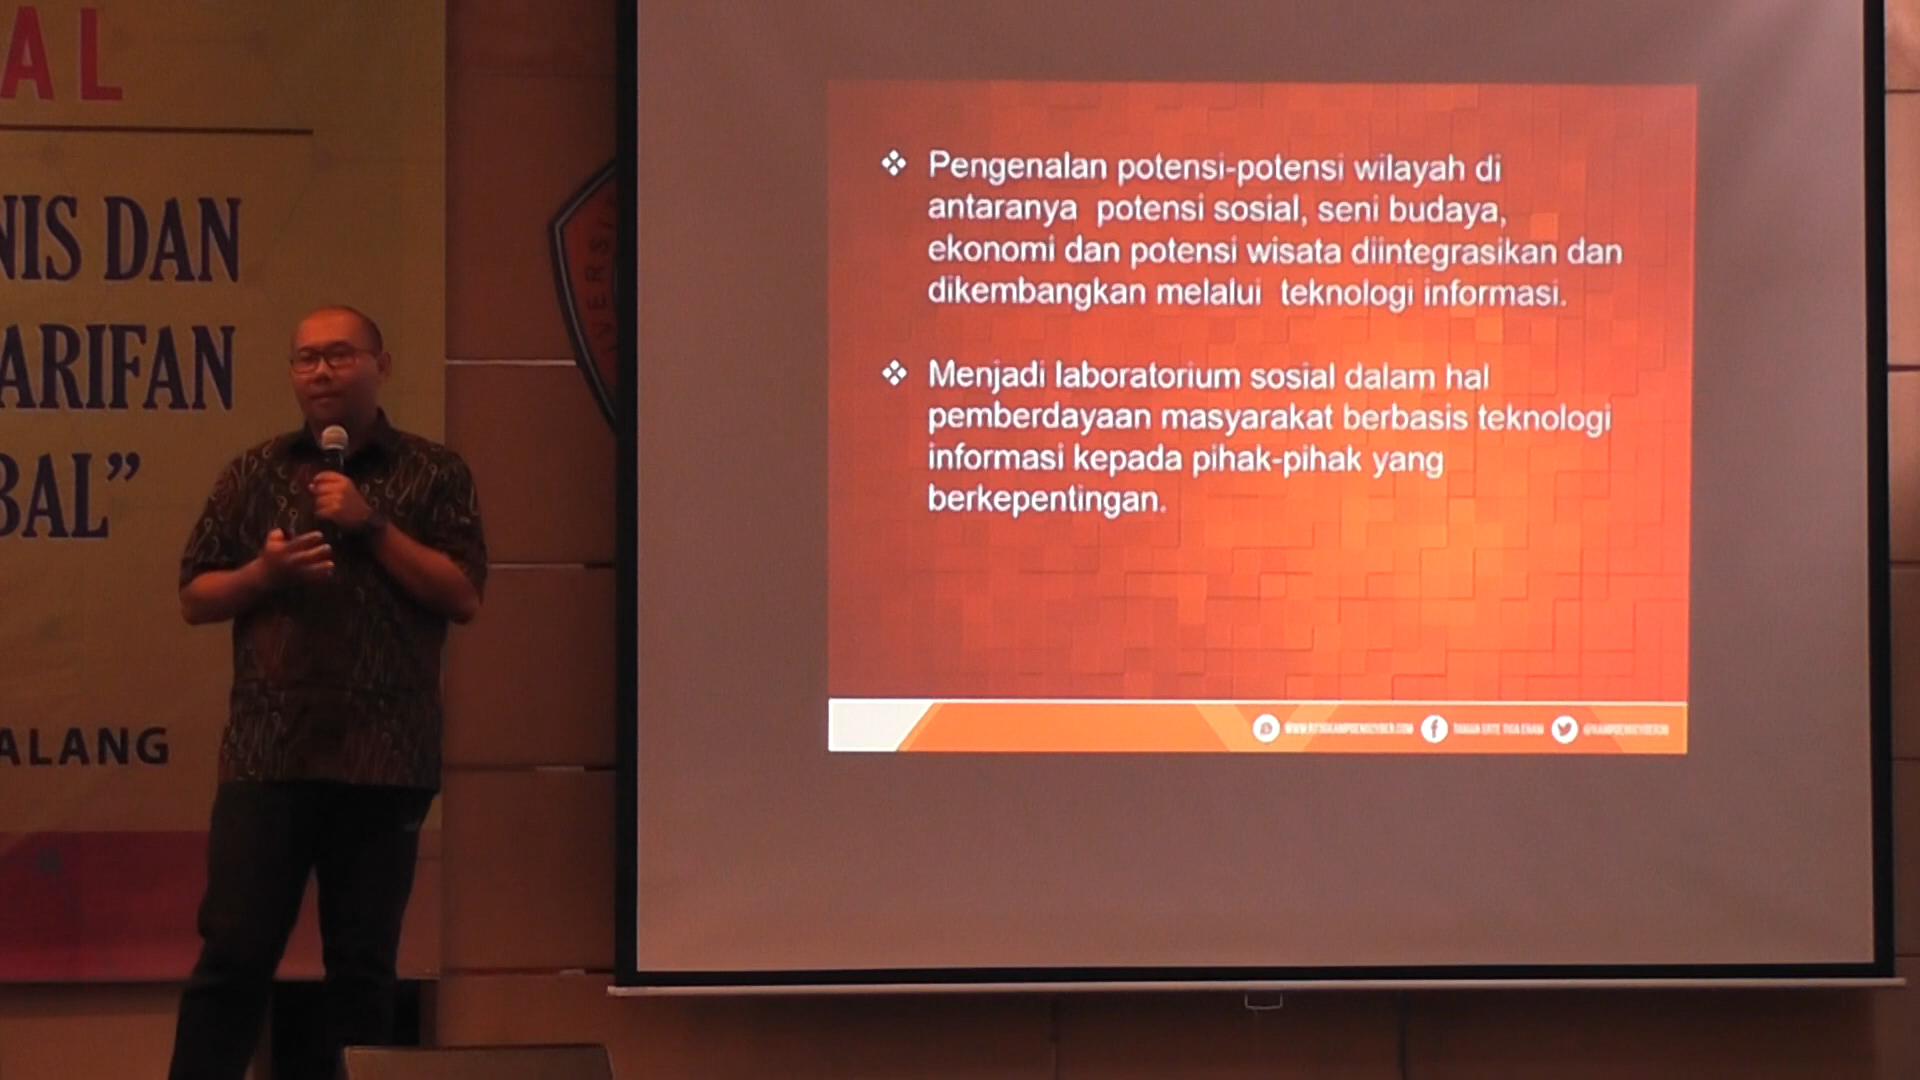 AL
NIS DAN
ARIFAN
BAL”
ALANG
VERSI
Pengenalan potensi-potensi wilayah di
antaranya potensi sosial, seni budaya,
ekonomi dan potensi wisata diintegrasikan dan
dikembangkan melalui teknologi informasi.
Menjadi laboratorium sosial dalam hal
pemberdayaan masyarakat berbasis teknologi
informasi kepada pihak-pihak yang
berkepentingan.